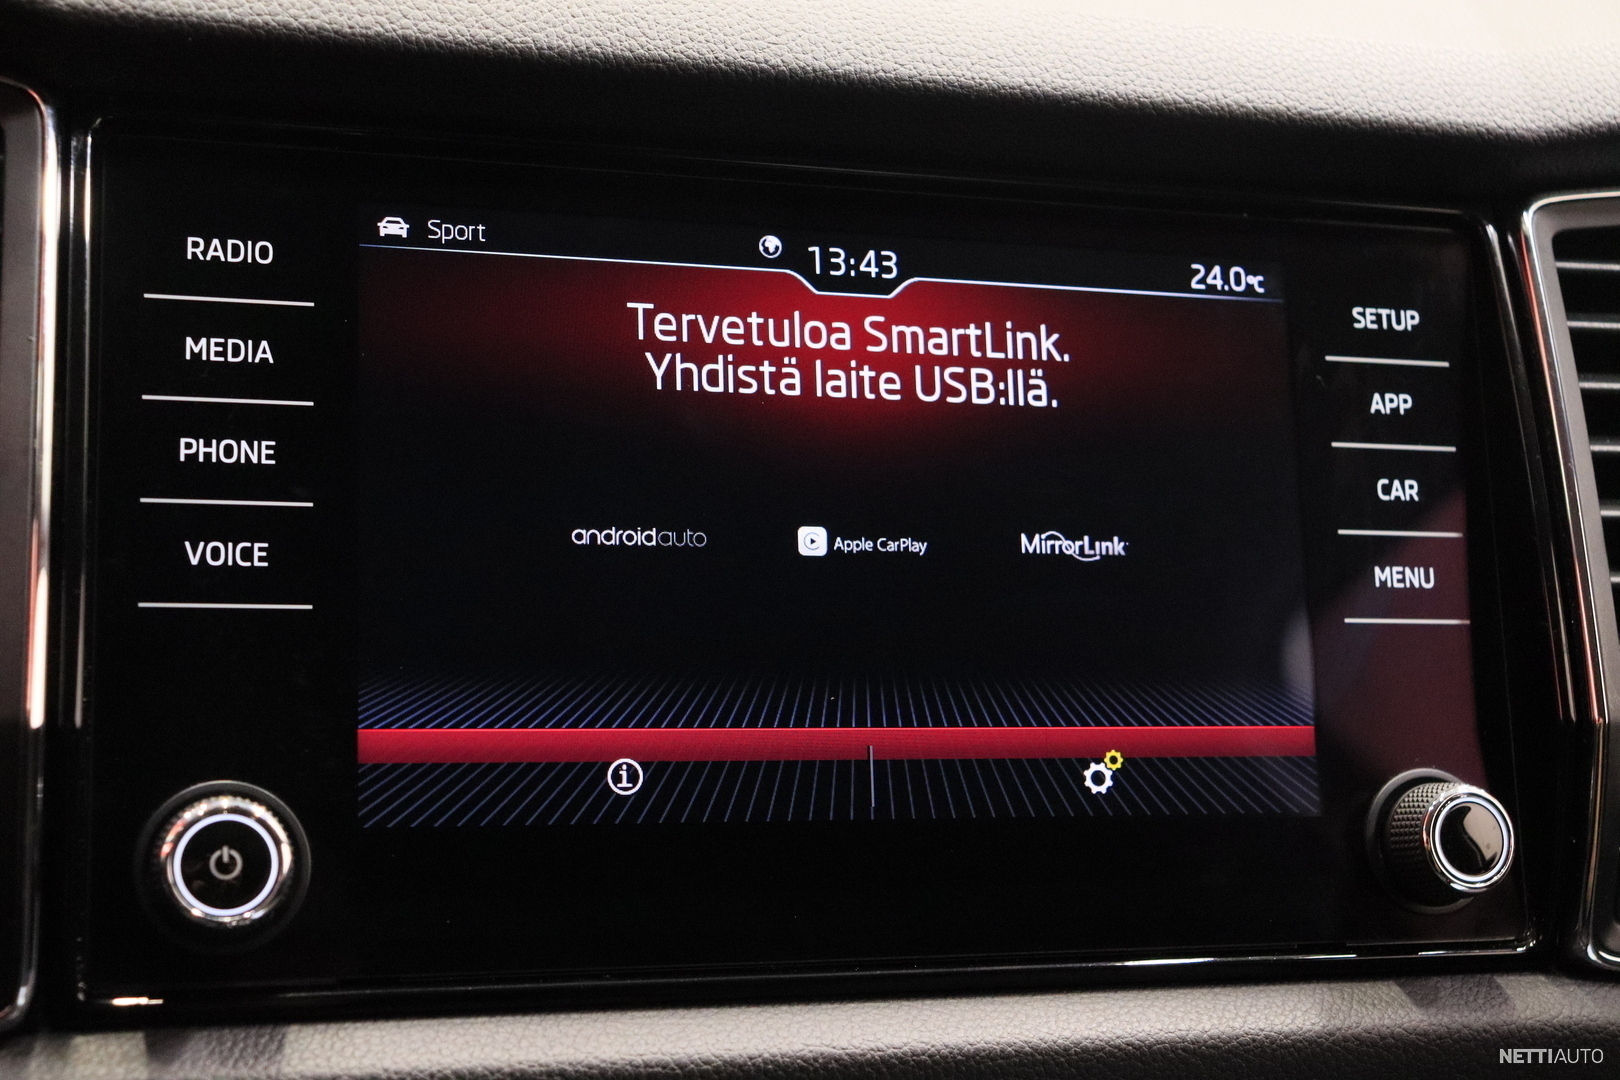 RADIO
MEDIA
PHONE
VOICE
Sport
13:43
24.0°C
Tervetuloa SmartLink.
Yhdistä laite USB:llä.
androidauto
Apple CarPlay
MirrorLink
SETUP
APP
CAR
MENU
NETTIAUTO